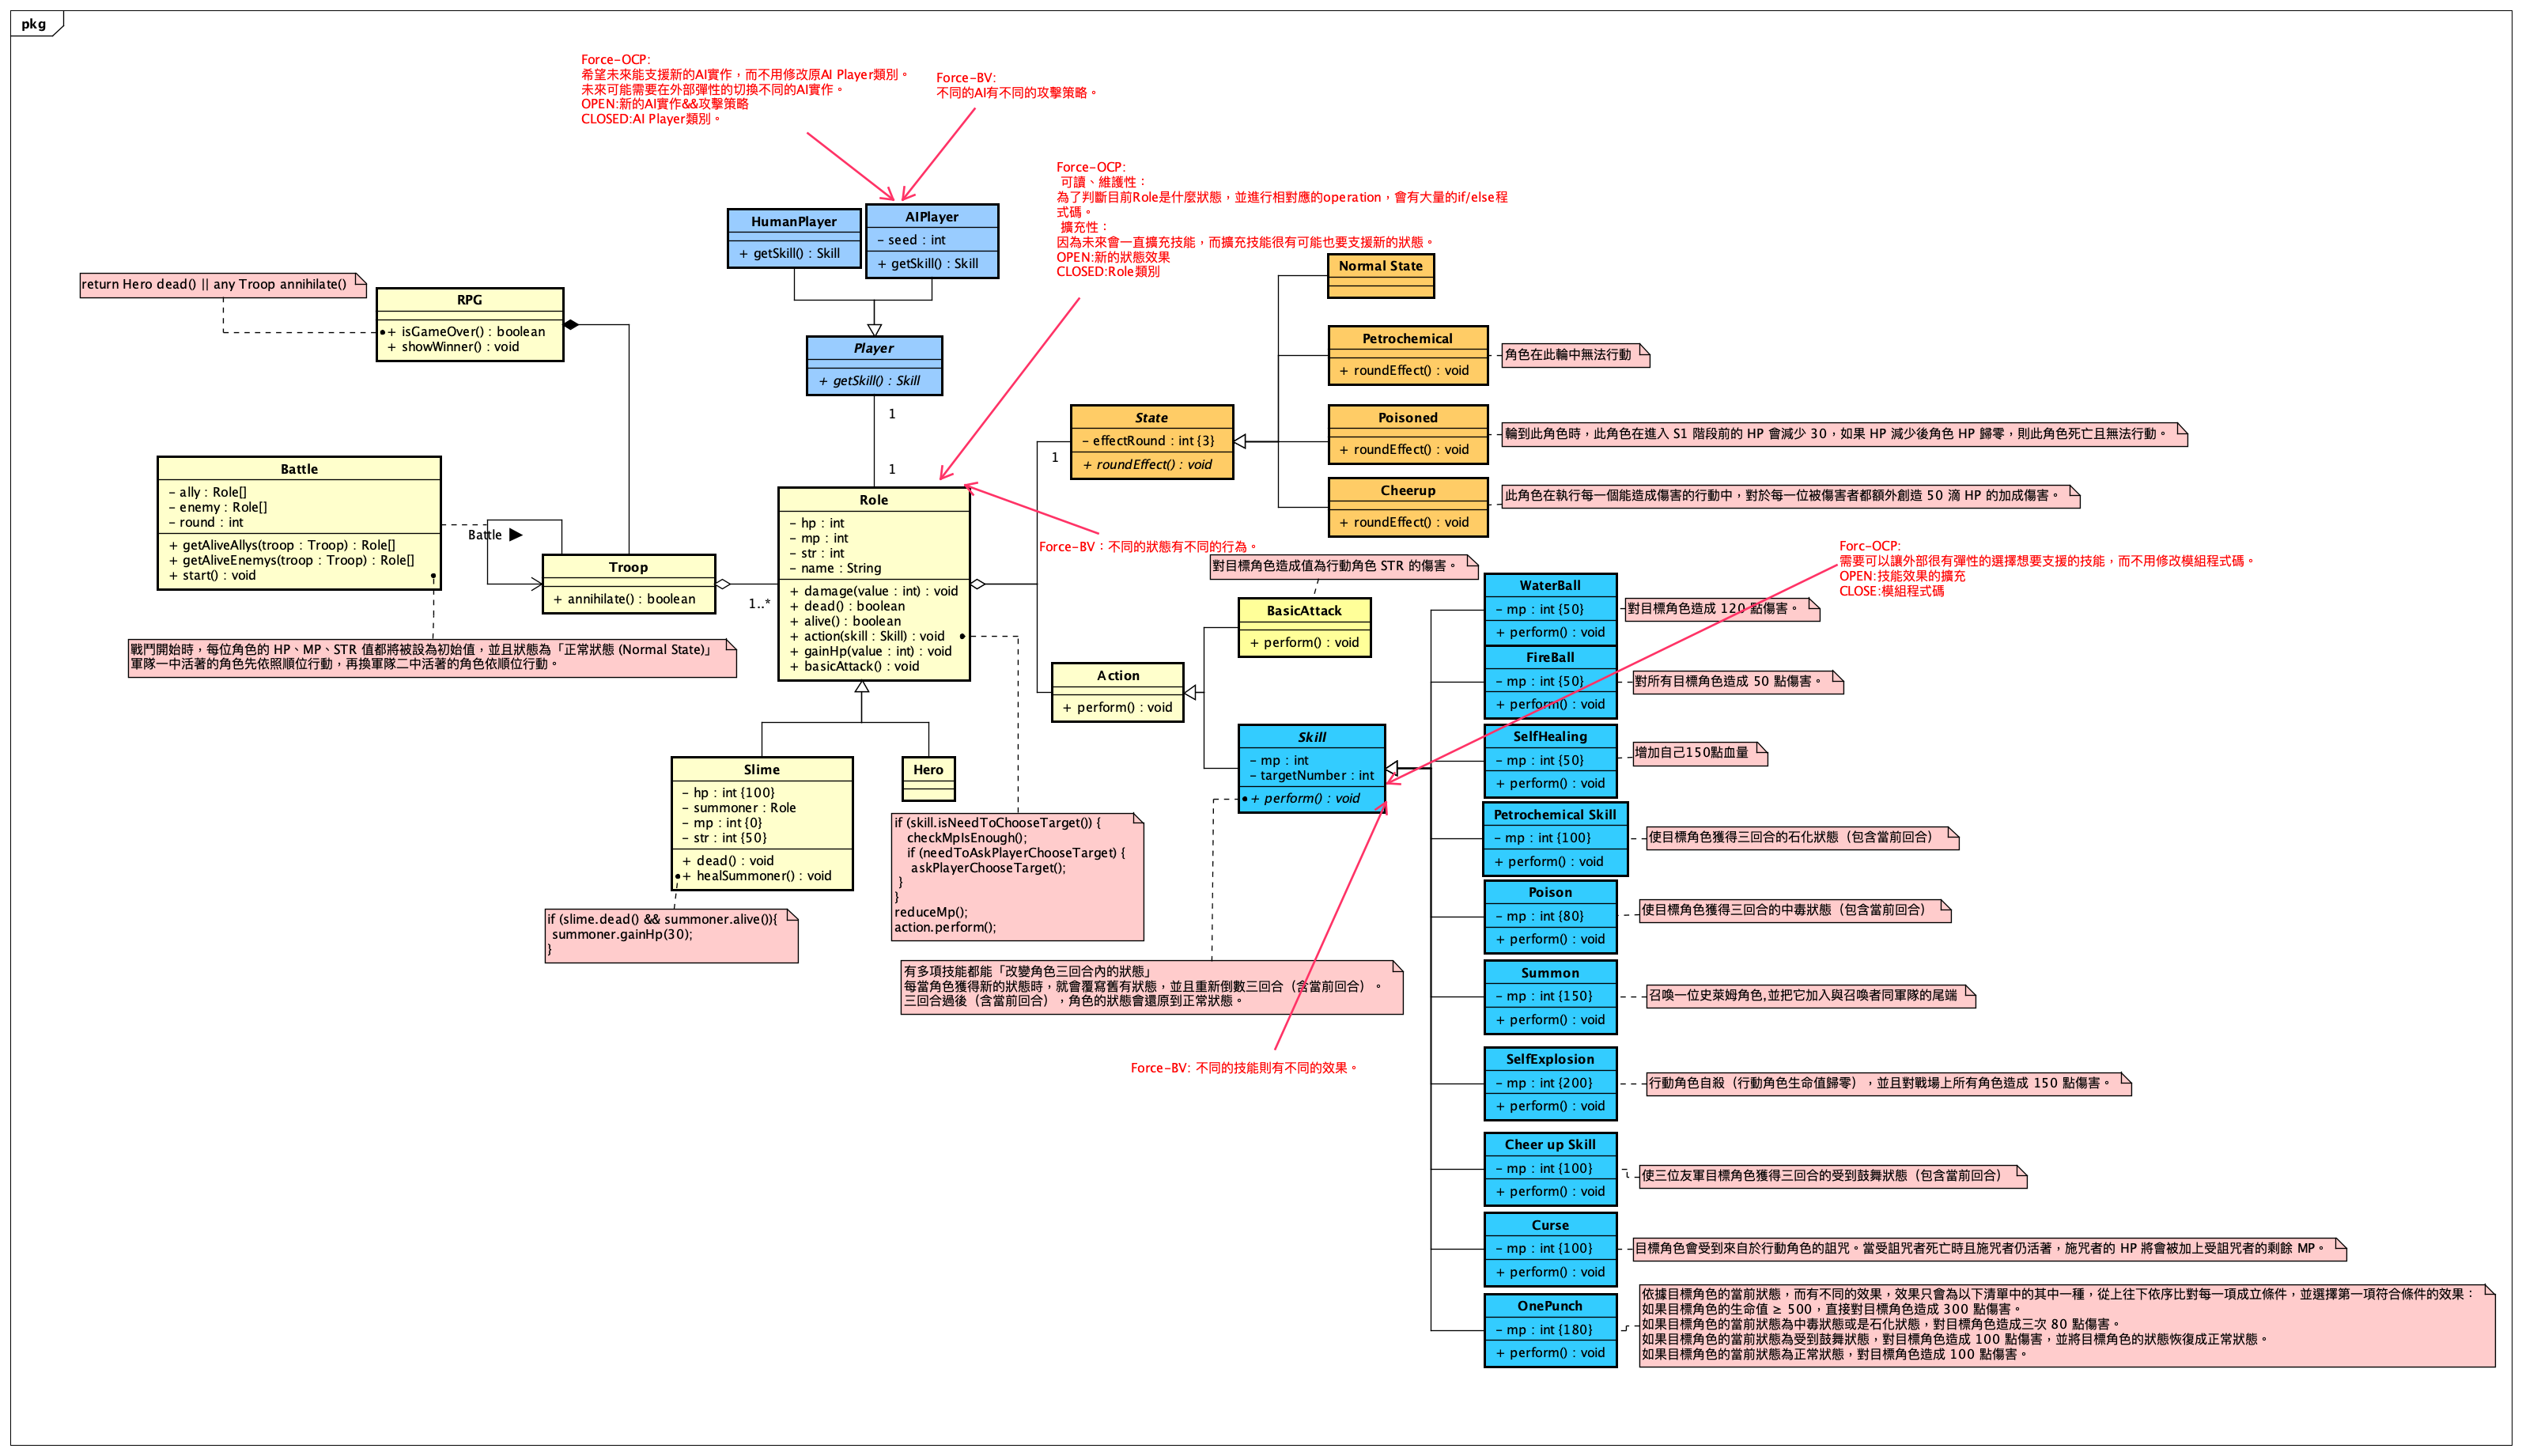 pkg
Force-OCP:
希望未來能支援新的AI實作，而不用修改原AI Player類別。
未來可能需要在外部彈性的切換不同的AI實作。
OPEN:新的AI實作&&攻擊策略
CLOSED:AI Player類別。
Force-BV:
不同的AI有不同的攻擊策略。
Force-OCP:
可讀、維護性：
為了判斷目前Role是什麼狀態，並進行相對應的operation，會有大量的if/else程
式碼。
擴充性：
因為未來會一直擴充技能，而擴充技能很有可能也要支援新的狀態。
OPEN:新的狀態效果
CLOSED:Role類別
HumanPlayer
+ getSkill() : Skill
AIPlayer
- seed : int
+ getSkill() : Skill
return Hero dead() || any Troop annihilate()
RPG
+ isGameOver() : boolean
+ showWinner() : void
Player
+ getSkill() : Skill
1
1
Normal State
Petrochemical
+ roundEffect() : void
角色在此輪中無法行動
State
- effectRound : int {3}
+ roundEffect() : void
1
Poisoned
+ roundEffect() : void
輪到此角色時，此角色在進入 S1 階段前的 HP 會減少 30，如果 HP 減少後角色 HP 歸零，則此角色死亡且無法行動。
Cheerup
+ roundEffect() : void
此角色在執行每一個能造成傷害的行動中，對於每一位被傷害者都額外創造 50 滴 HP 的加成傷害。
Battle
- ally : Role[]
- enemy : Role[]
- round : int
+ getAliveAllys(troop : Troop) : Role[]
+ getAliveEnemys(troop : Troop) : Role[]
+ start() : void
Battle
Troop
+ annihilate() : boolean
1..*
Role
- hp : int
- mp : int
- str : int
- name : String
+ damage(value : int) : void
+ dead() : boolean
+ alive() : boolean
+ action(skill : Skill) : void
+ gainHp(value : int) : void
+ basicAttack() : void
Force-BV：不同的狀態有不同的行為。
對目標角色造成值為行動角色 STR 的傷害。
BasicAttack
+ perform() : void
Forc-OCP:
需要可以讓外部很有彈性的選擇想要支援的技能，而不用修改模組程式碼。
OPEN:技能效果的擴充
CLOSE:模組程式碼
戰鬥開始時，每位角色的 HP、MP、STR 值都將被設為初始值，並且狀態為「正常狀態 (Normal State)」
軍隊一中活著的角色先依照順位行動，再換軍隊二中活著的角色依順位行動。
Action
+ perform() : void
WaterBall
- mp : int {50}
+ perform() : void
對目標角色造成 120 點傷害。
FireBall
- mp : int {50}
+ perform() : void
對所有目標角色造成 50 點傷害。
Skill
- mp : int
- targetNumber : int
+ perform() : void
SelfHealing
- mp : int {50}
+ perform() : void
增加自己150點血量
Slime
- hp : int {100}
- summoner : Role
- mp : int {0}
- str : int {50}
+ dead() : void
+ healSummoner() : void
Hero
if (slime.dead() && summoner.alive()){
summoner.gainHp(30);
}
if (skill.isNeedToChooseTarget()) {
checkMpIsEnough();
if (needToAskPlayerChooseTarget) {
askPlayerChooseTarget();
}
}
reduceMp();
action.perform();
Petrochemical Skill
- mp : int {100}
+ perform() : void
使目標角色獲得三回合的石化狀態（包含當前回合）
Poison
- mp : int {80}
+ perform() : void
使目標角色獲得三回合的中毒狀態（包含當前回合）
有多項技能都能「改變角色三回合內的狀態」
每當角色獲得新的狀態時，就會覆寫舊有狀態，並且重新倒數三回合（含當前回合）。
三回合過後（含當前回合），角色的狀態會還原到正常狀態。
Summon
- mp : int {150}
+ perform() : void
召喚一位史萊姆角色,並把它加入與召喚者同軍隊的尾端
Force-BV: 不同的技能則有不同的效果。
SelfExplosion
- mp : int {200}
+ perform() : void
行動角色自殺（行動角色生命值歸零），並且對戰場上所有角色造成 150 點傷害。
Cheer up Skill
- mp : int {100}
+ perform() : void
使三位友軍目標角色獲得三回合的受到鼓舞狀態（包含當前回合）
Curse
- mp : int {100}
+ perform() : void
目標角色會受到來自於行動角色的詛咒。當受詛咒者死亡時且施咒者仍活著，施咒者的 HP 將會被加上受詛咒者的剩餘 MP。
OnePunch
- mp : int {180}
+ perform() : void
依據目標角色的當前狀態，而有不同的效果，效果只會為以下清單中的其中一種，從上往下依序比對每一項成立條件，並選擇第一項符合條件的效果：
如果目標角色的生命值 ≥ 500，直接對目標角色造成 300 點傷害。
如果目標角色的當前狀態為中毒狀態或是石化狀態，對目標角色造成三次 80 點傷害。
如果目標角色的當前狀態為受到鼓舞狀態，對目標角色造成 100 點傷害，並將目標角色的狀態恢復成正常狀態。
如果目標角色的當前狀態為正常狀態，對目標角色造成 100 點傷害。